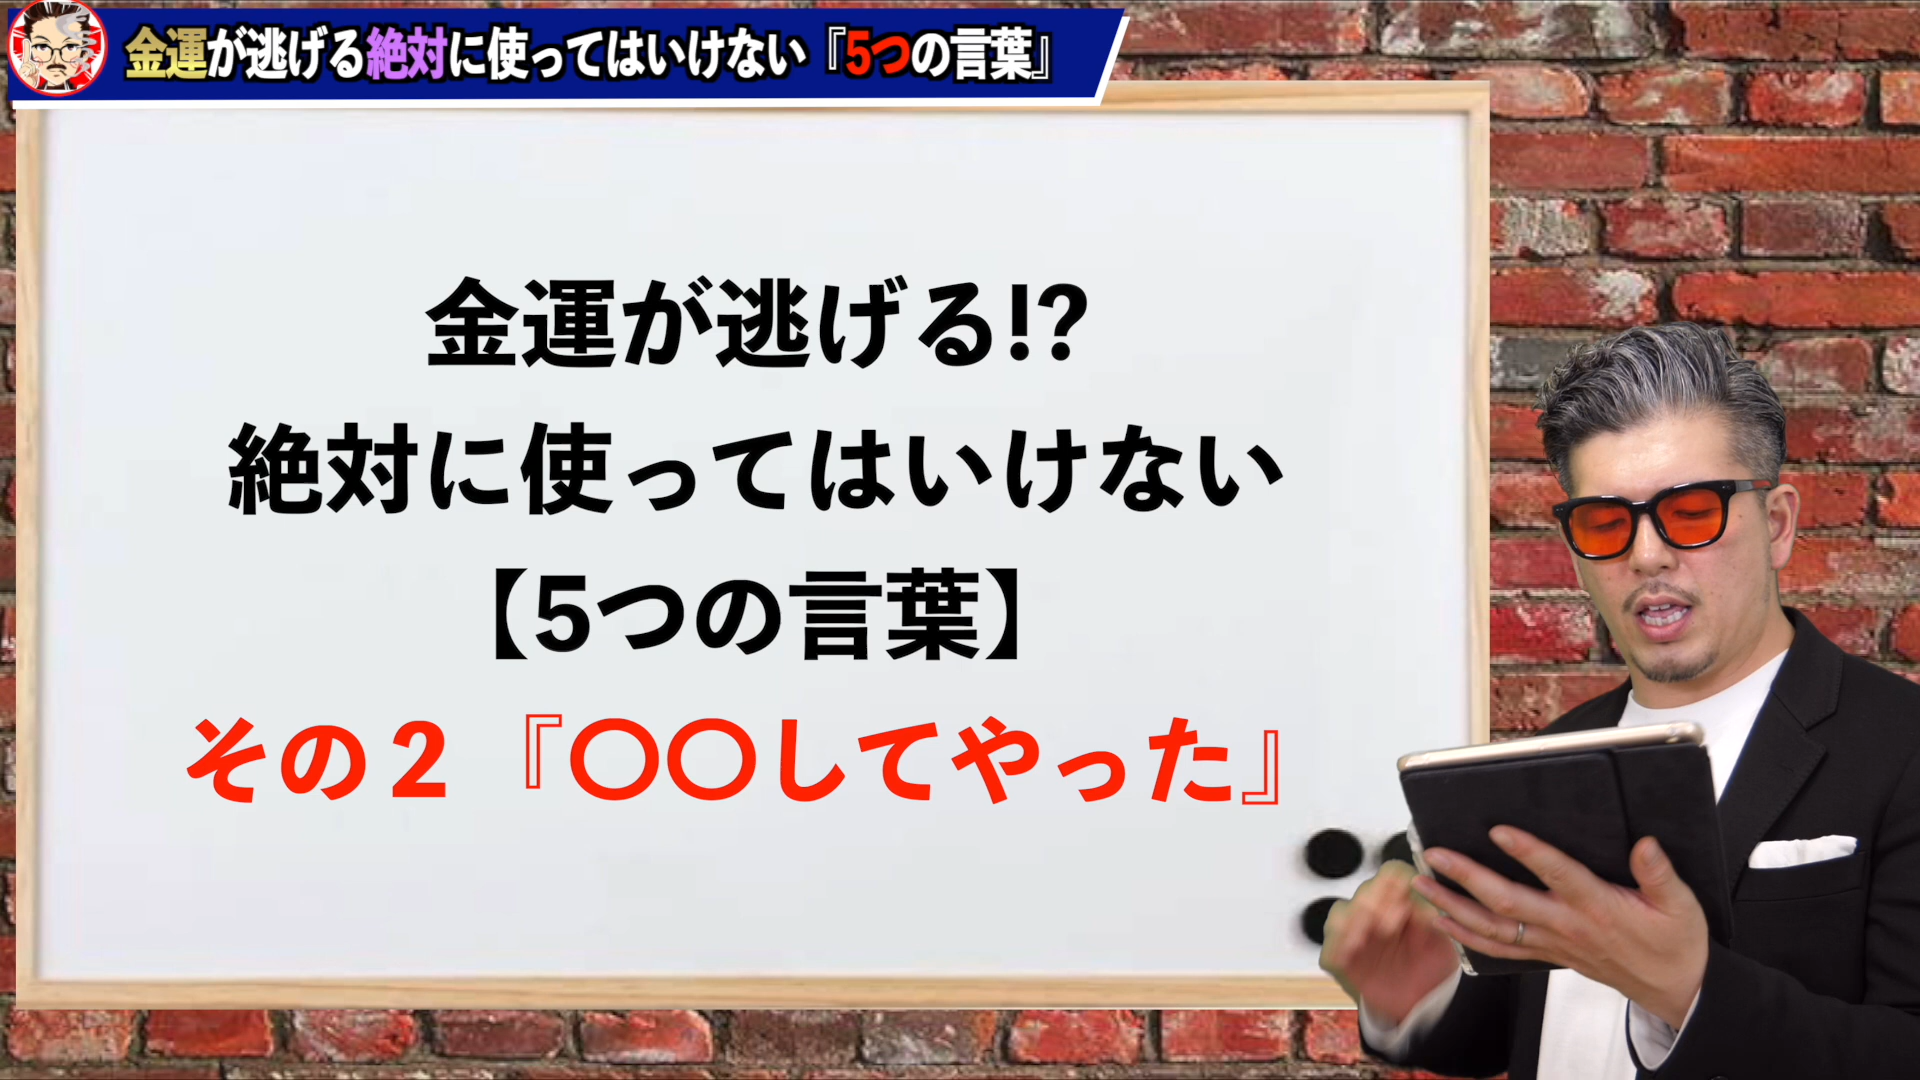 金運が逃げる絶対に使ってはいけない『5つの言葉』
金運が逃げる!?
絶対に使ってはいけない
【5つの言葉】
その２『〇〇してやった』